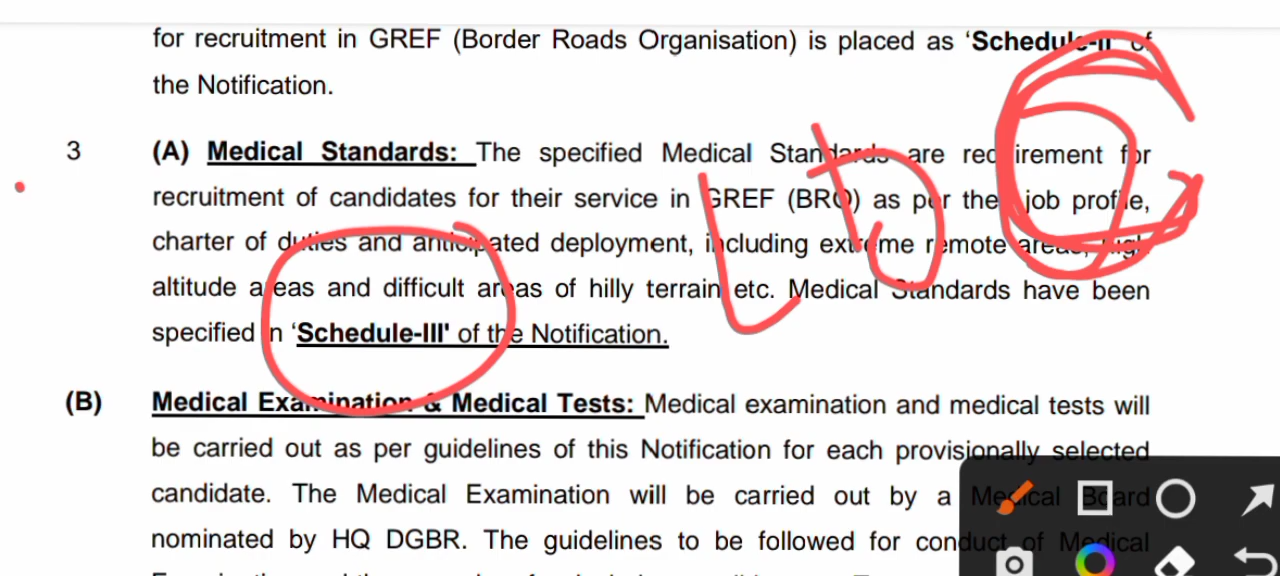 for recruitment in GREF (Border Roads Organisation) is placed as ‘Schedule-II’ of
the Notification.
3 (A) Medical Standards: The specified Medical Standards are requirement for
recruitment of candidates for their service in GREF (BRO) as per the job profile,
charter of duties and anticipated deployment, including extreme remote areas, high
altitude areas and difficult areas of hilly terrain etc. Medical Standards have been
specified in ‘Schedule-III' of the Notification.
(B) Medical Examination & Medical Tests: Medical examination and medical tests will
be carried out as per guidelines of this Notification for each provisionally selected
candidate. The Medical Examination will be carried out by a Medical Board
nominated by HQ DGBR. The guidelines to be followed for conduct of Medical